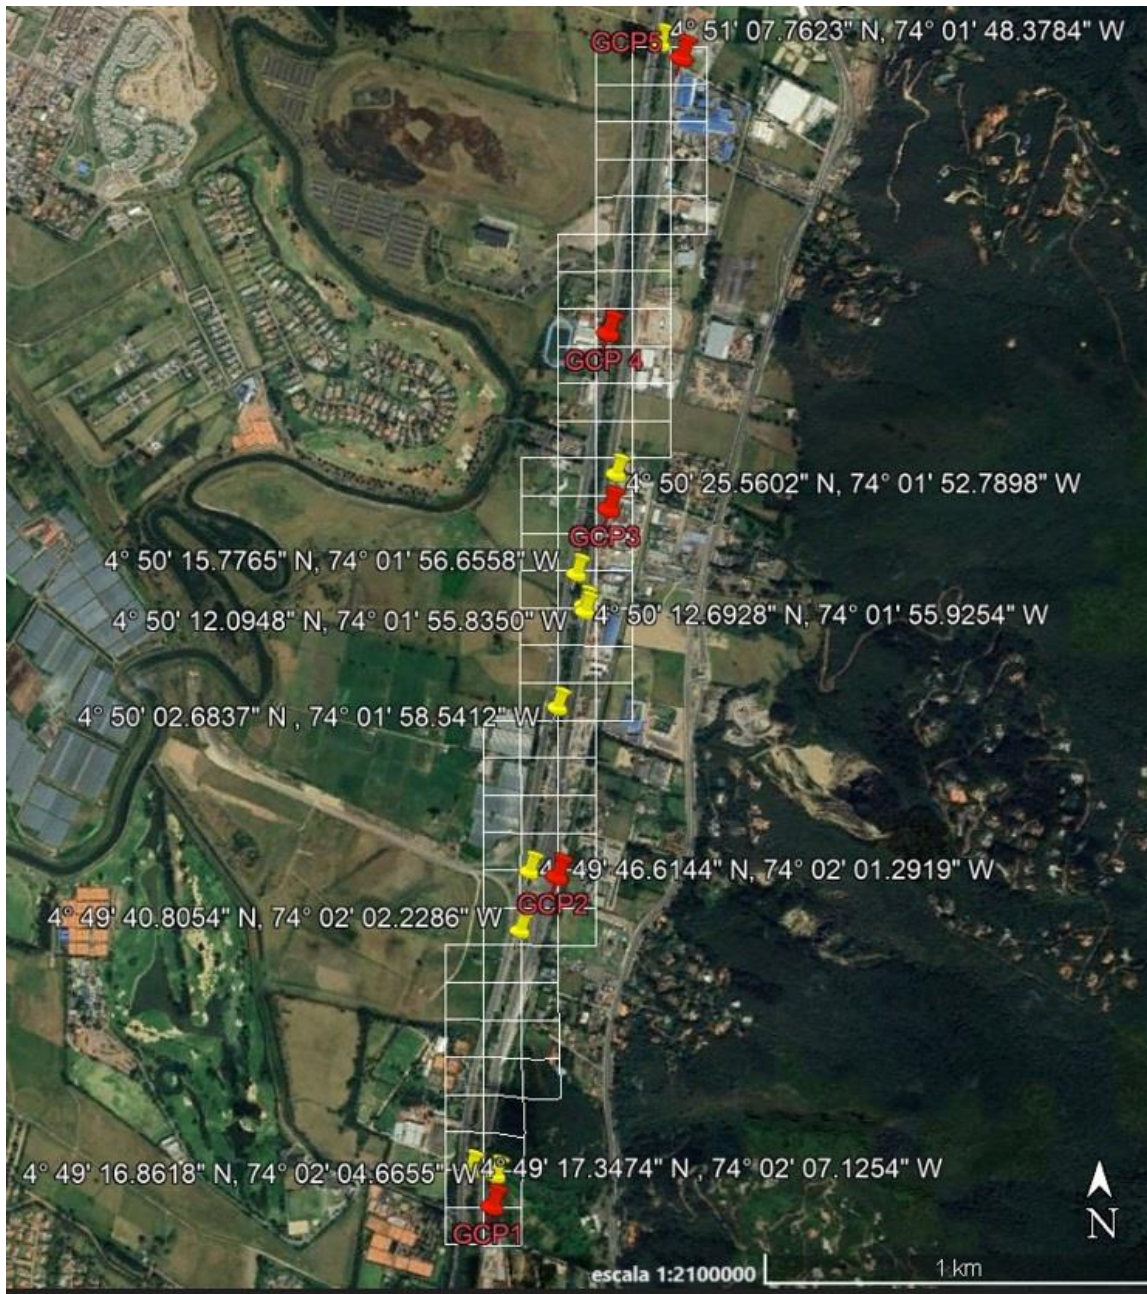 4° 51' 07.7623" N, 74° 01' 48.3784" W
GCP5
GCP 4
4° 50' 25.5602" N, 74° 01' 52.7898" W
GCP3
4° 50' 15.7765" N, 74° 01' 56.6558" W
4° 50' 12.0948" N, 74° 01' 55.8350" W
4° 50' 12.6928" N, 74° 01' 55.9254" W
4° 50' 02.6837" N , 74° 01' 58.5412" W
4° 49' 46.6144" N, 74° 02' 01.2919" W
GCP2
4° 49' 40.8054" N, 74° 02' 02.2286" W
4° 49' 16.8618" N, 74° 02' 04.6655" W
4° 49' 17.3474" N , 74° 02' 07.1254" W
GCP1
N
escala 1:2100000
1 km